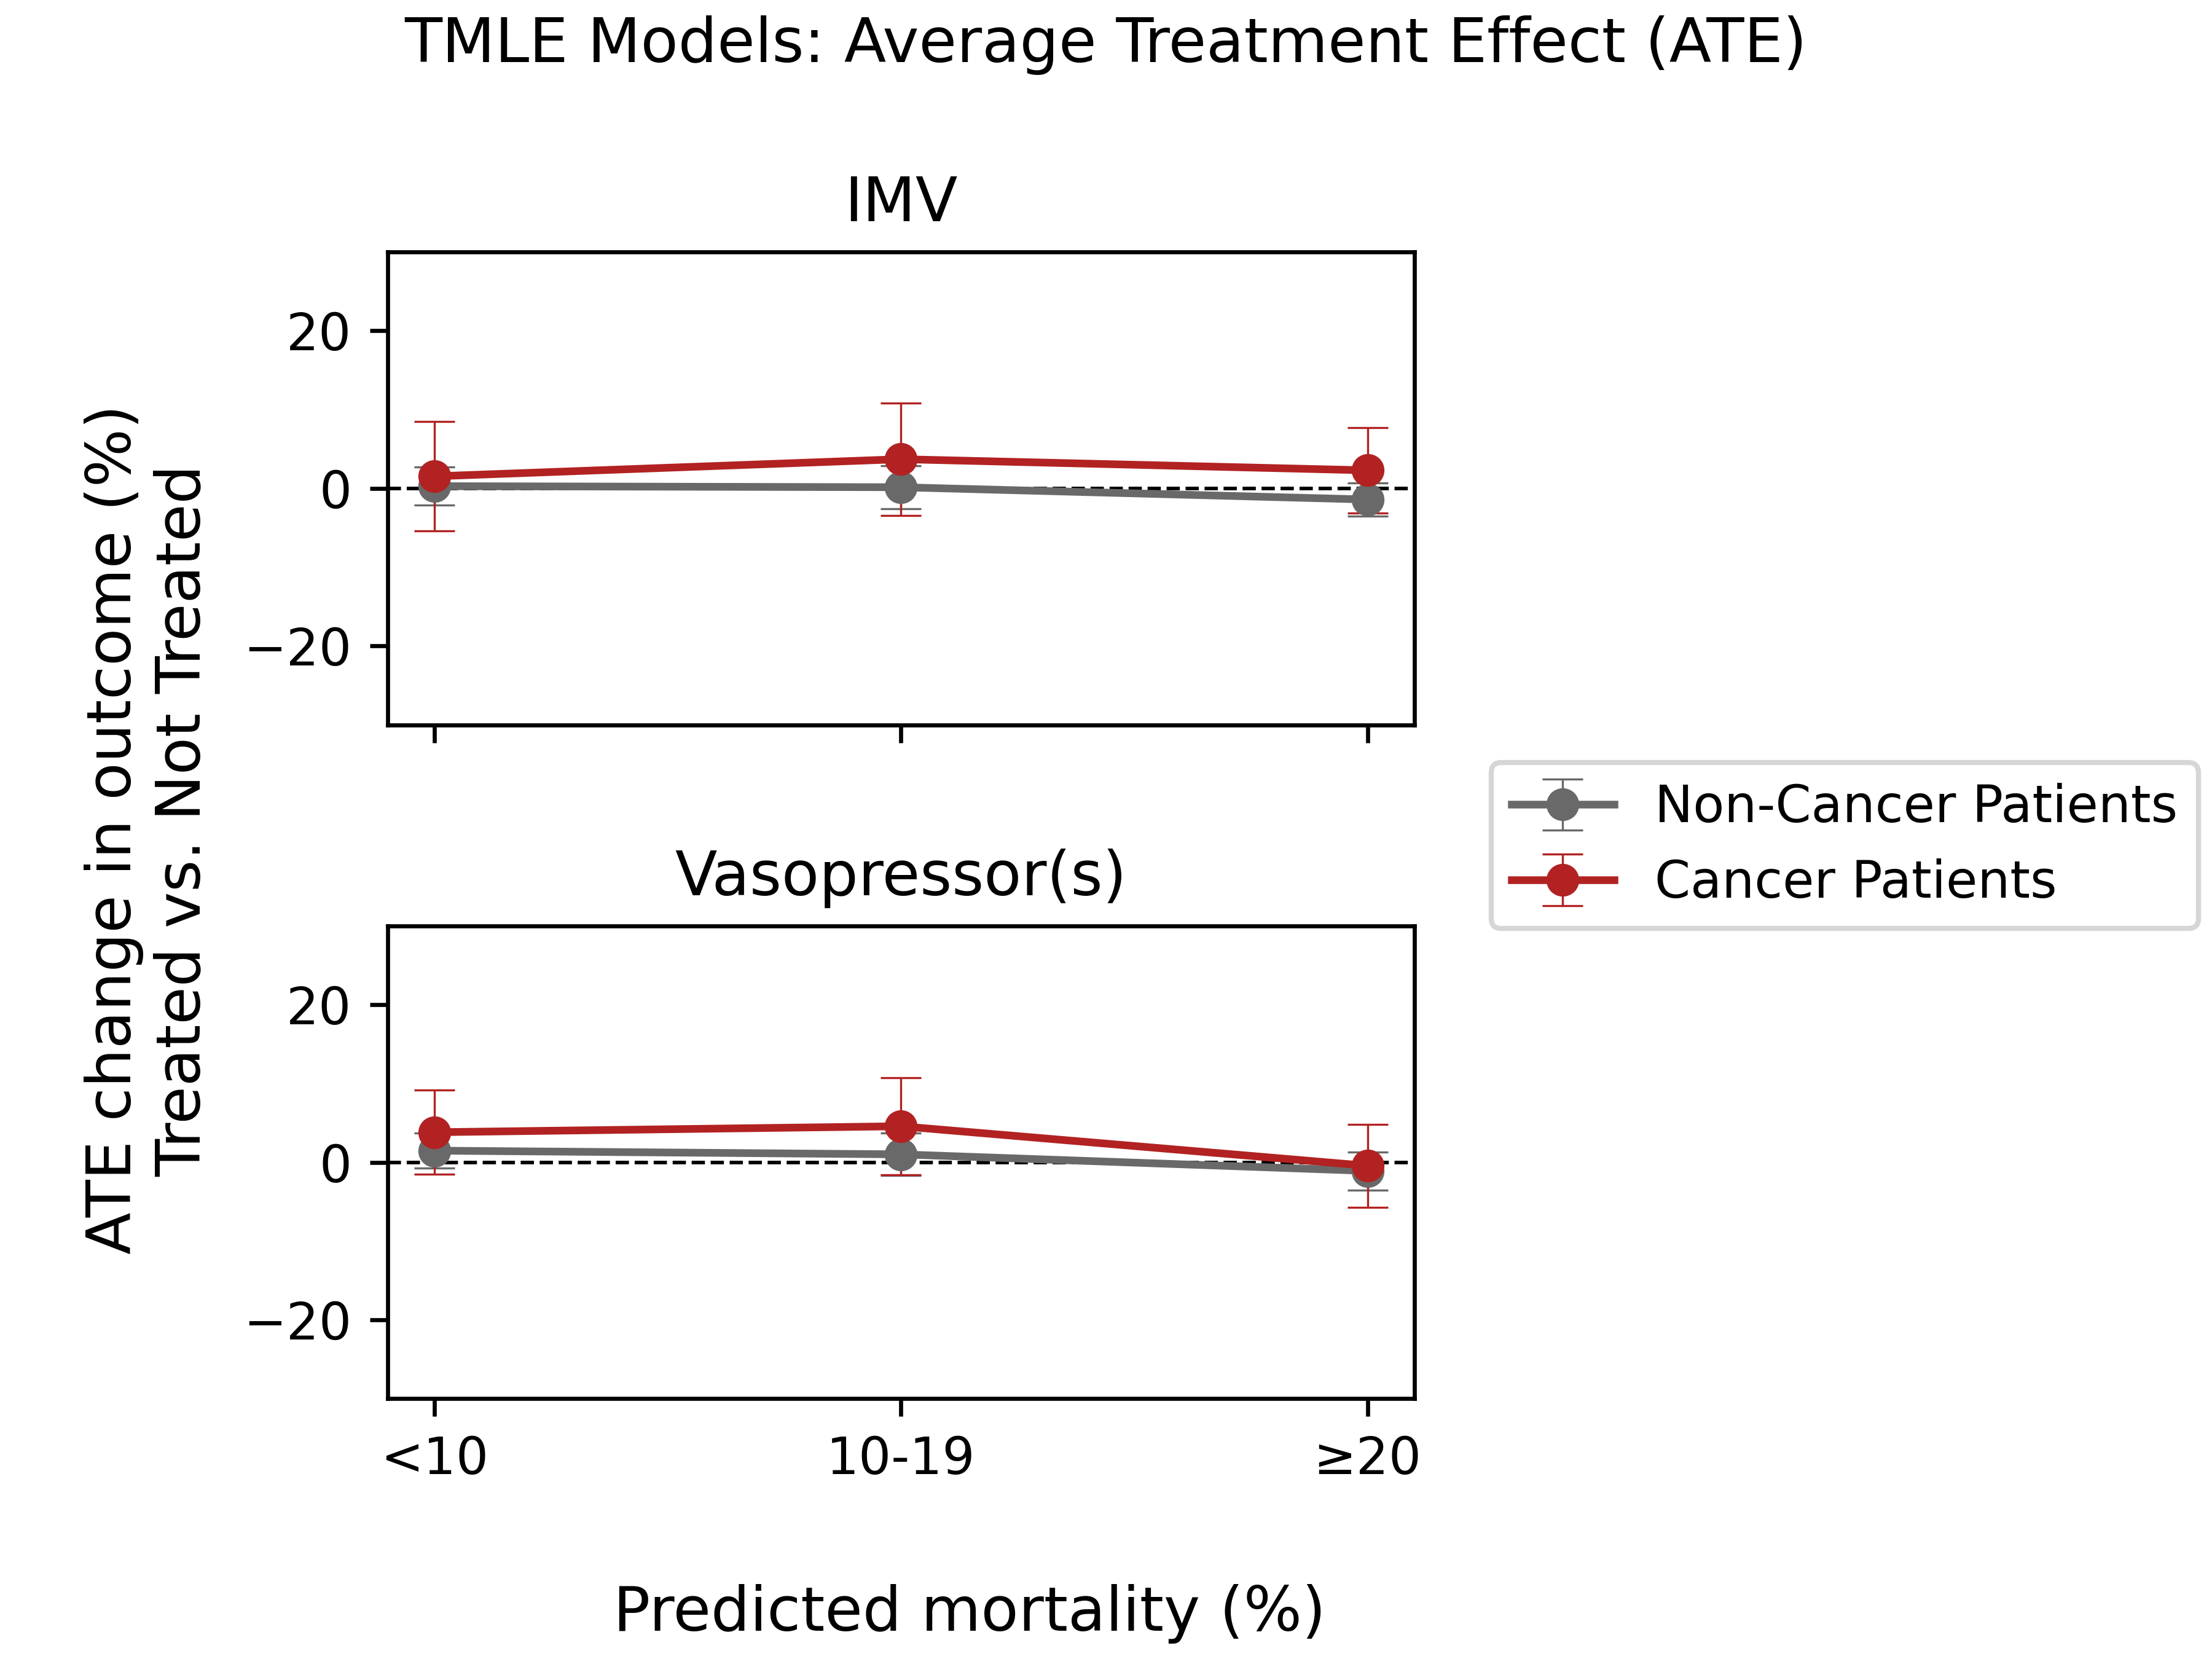 TMLE Models: Average Treatment Effect (ATE)
ATE change in outcome (%)
Treated vs. Not Treated
IMV
20
0
−20
Non-Cancer Patients
Cancer Patients
Vasopressor(s)
20
0
−20
<10 10-19 ≥20
Predicted mortality (%)